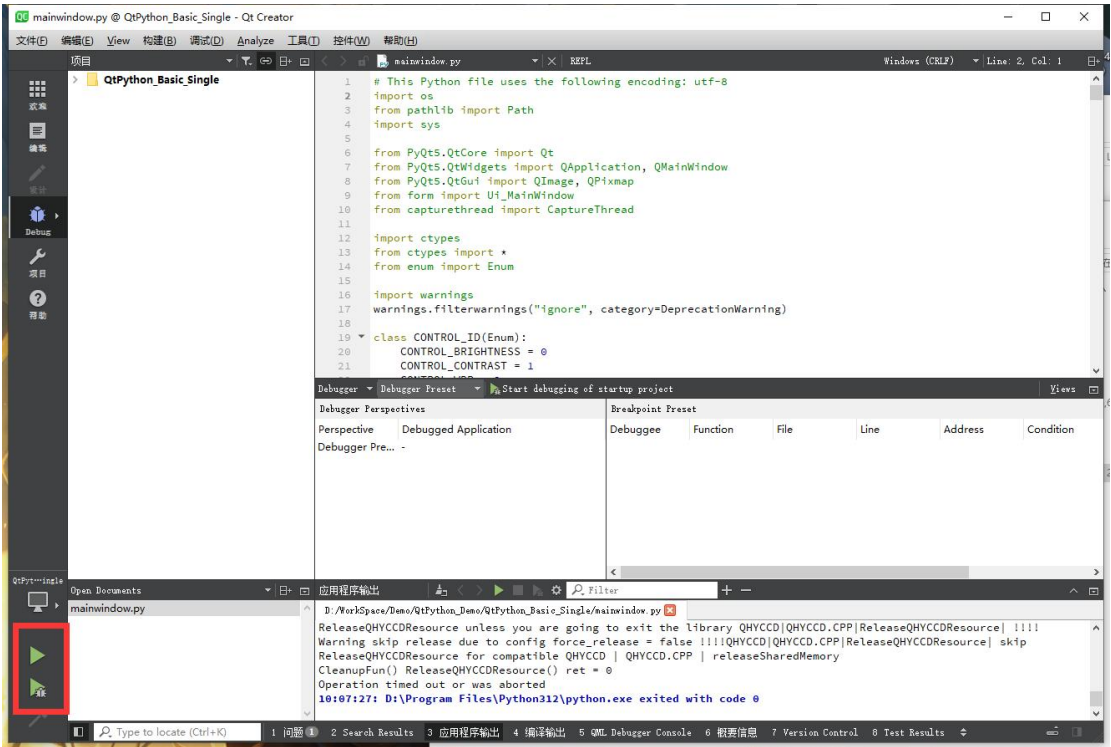 mainwindow.py @ QtPython_Basic_Single - Qt Creator
文件(F) 编辑(E) View 构建(B) 调试(D) Analyze 工具(T) 控件(W) 帮助(H)
项目 mainwindow.py REPL Windows (CRLF) Line: 2, Col: 1
QtPython_Basic_Single
欢迎
编辑
设计
Debug
项目
帮助
1 # This Python file uses the following encoding: utf-8
2 import os
3 from pathlib import Path
4 import sys
5
6 from PyQt5.QtCore import Qt
7 from PyQt5.QtWidgets import QApplication, QMainWindow
8 from PyQt5.QtGui import QImage, QPixmap
9 from form import Ui_MainWindow
10 from capturethread import CaptureThread
11
12 import ctypes
13 from ctypes import *
14 from enum import Enum
15
16 import warnings
17 warnings.filterwarnings("ignore", category=DeprecationWarning)
18
19 class CONTROL_ID(Enum):
20 CONTROL_BRIGHTNESS = 0
21 CONTROL_CONTRAST = 1
Debugger Debugger Preset Start debugging of startup project Views
Debugger Perspectives Breakpoint Preset
Perspective Debugged Application Debuggee Function File Line Address Condition
Debugger Pre... -
QtPyt···ingle
Open Documents
mainwindow.py
应用程序输出 Filter
D:/WorkSpace/Demo/QtPython_Demo/QtPython_Basic_Single/mainwindow.py
ReleaseQHYCCDResource unless you are going to exit the library QHYCCD|QHYCCD.CPP|ReleaseQHYCCDResource| !!!!
Warning skip release due to config force_release = false !!!!QHYCCD|QHYCCD.CPP|ReleaseQHYCCDResource| skip
ReleaseQHYCCDResource for compatible QHYCCD | QHYCCD.CPP | releaseSharedMemory
CleanupFun() ReleaseQHYCCDResource() ret = 0
Operation timed out or was aborted
10:07:27: D:\Program Files\Python312\python.exe exited with code 0
Type to locate (Ctrl+K) 1 问题 1 2 Search Results 3 应用程序输出 4 编译输出 5 QML Debugger Console 6 概要信息 7 Version Control 8 Test Results